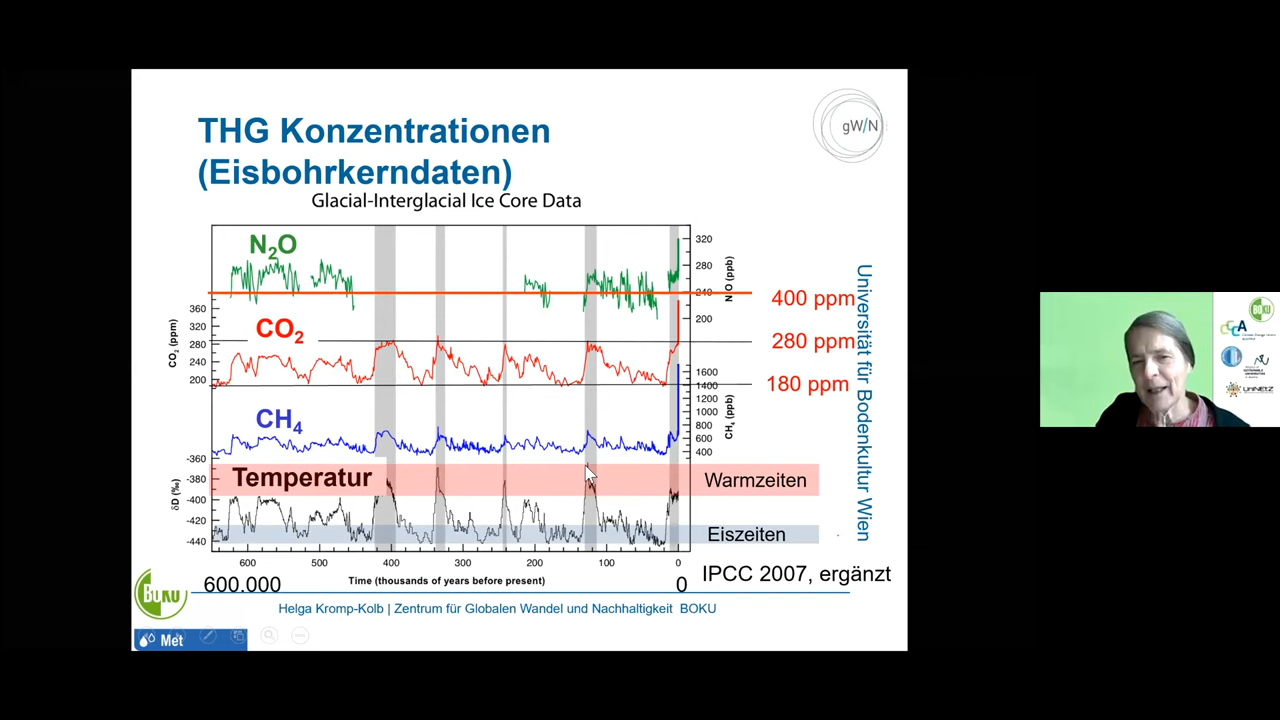 THG Konzentrationen
(Eisbohrkerndaten)
gW/N
Glacial-Interglacial Ice Core Data
N₂O
320
280
240
200
N O (ppb)
400 ppm
360
320
280
240
200
CO₂ (ppm)
CO₂
280 ppm
180 ppm
1600
1400
1200
1000
800
600
400
CH₄ (ppb)
CH₄
-360
-380
-400
-420
-440
δD (‰)
Temperatur
Warmzeiten
Eiszeiten
600 500 400 300 200 100 0
600.000 Time (thousands of years before present) 0
IPCC 2007, ergänzt
Universität für Bodenkultur Wien
BOKU
Helga Kromp-Kolb | Zentrum für Globalen Wandel und Nachhaltigkeit BOKU
Met
BOKU
CCCA
UniNEtZ